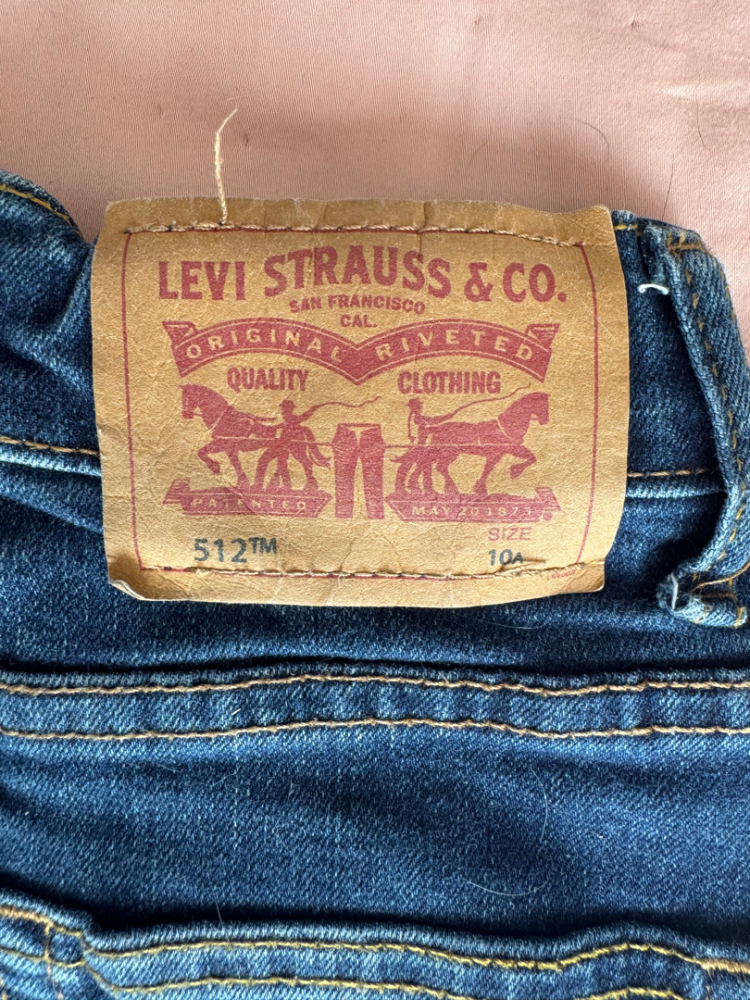 LEVI STRAUSS & CO.
SAN FRANCISCO
CAL.
ORIGINAL RIVETED
QUALITY CLOTHING
PATENTED MAY 20 1873
SIZE
512™ 10A